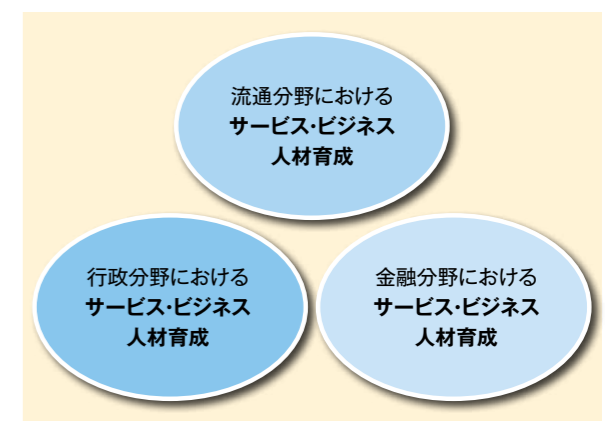 流通分野における
サービス・ビジネス
人材育成
行政分野における
サービス・ビジネス
人材育成
金融分野における
サービス・ビジネス
人材育成